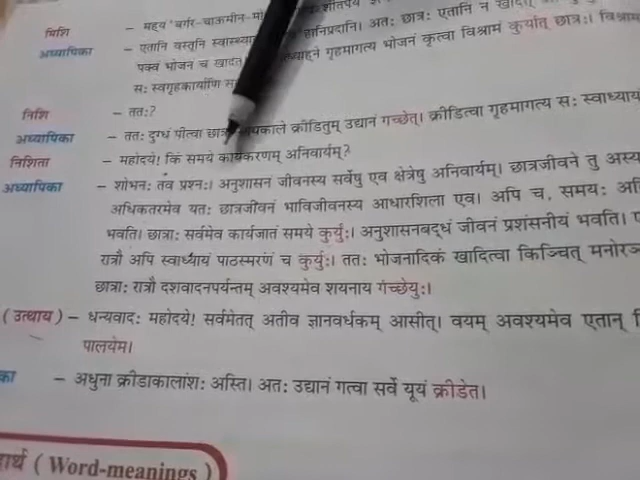 मिशि – मह्यं 'बर्गर-चाऊमीन-मो
अध्यापिका – एतानि वस्तूनि स्वास्थ्या हानिप्रदानि। अतः छात्रः एतानि न खादेत्
पक्वं भोजनं च खादेत् गृहमागत्य भोजनं कृत्वा विश्रामं कुर्यात् छात्रः।
सः स्वगृहकार्याणि
निशि – ततः?
अध्यापिका – ततः दुग्धं पीत्वा छात्रः क्रीडितुम् उद्यानं गच्छेत्। क्रीडित्वा गृहमागत्य सः स्वाध्यायं
निशिता – महोदये! किं समये कार्यकरणम् अनिवार्यम्?
अध्यापिका – शोभनः तव प्रश्नः। अनुशासनं जीवनस्य सर्वेषु एव क्षेत्रेषु अनिवार्यम्। छात्रजीवने तु अस्य
अधिकतरमेव यतः छात्रजीवनं भाविजीवनस्य आधारशिला एव। अपि च, समयः
भवति। छात्राः सर्वमेव कार्यजातं समये कुर्युः। अनुशासनबद्धं जीवनं प्रशंसनीयं भवति।
रात्रौ अपि स्वाध्यायं पाठस्मरणं च कुर्युः। ततः भोजनादिकं खादित्वा किञ्चित्
छात्राः रात्रौ दशवादनपर्यन्तम् अवश्यमेव शयनाय गच्छेयुः।
(उत्थाय) – धन्यवादः महोदये! सर्वमेतत् अतीव ज्ञानवर्धकम् आसीत्। वयम् अवश्यमेव एतान्
पालयेम।
का – अधुना क्रीडाकालांशः अस्ति। अतः उद्यानं गत्वा सर्वे यूयं क्रीडेत।
(Word-meanings)